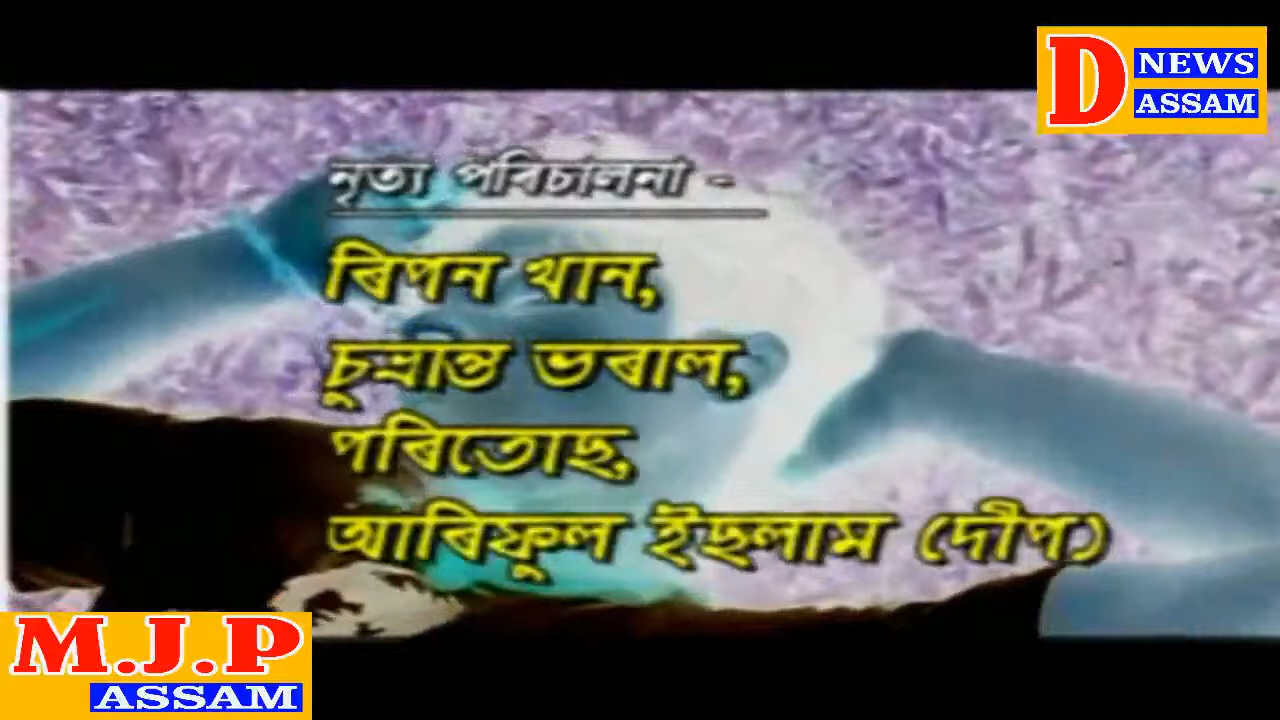 D NEWS
ASSAM
নৃত্য পৰিচালনা -
ৰিপন খান,
ভৰাল,
পৰিতোছ,
আৰিফুল ইছলাম (দীপ)
M.J.P
ASSAM